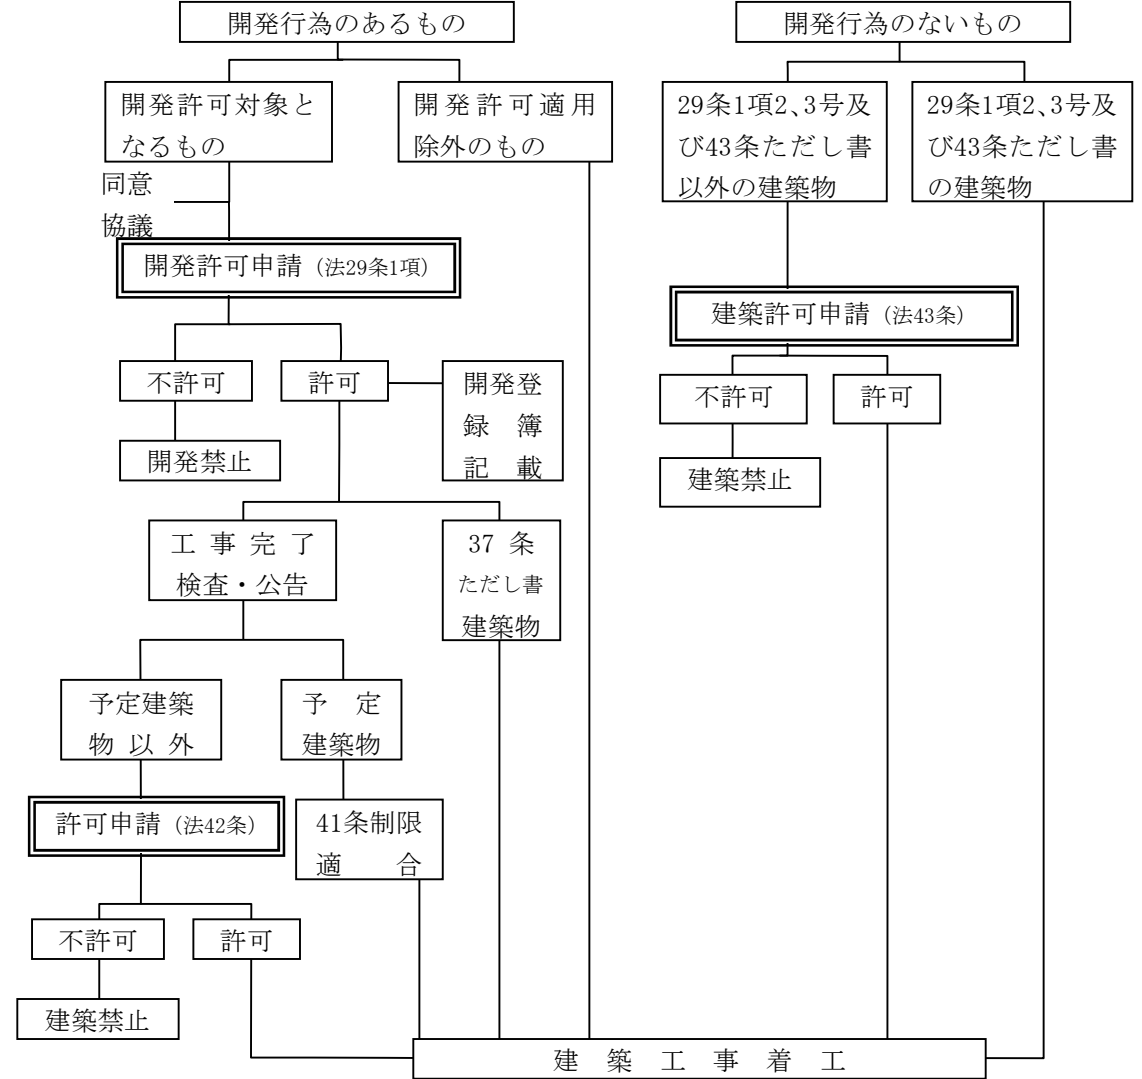 開発行為のあるもの
開発行為のないもの
開発許可対象と
なるもの
開発許可適用
除外のもの
29条1項2、3号及
び43条ただし書
以外の建築物
29条1項2、3号及
び43条ただし書
の建築物
同意
協議
開発許可申請（法29条1項）
建築許可申請（法43条）
不許可
許可
開発登
録簿
記載
不許可
許可
開発禁止
建築禁止
工事完了
検査・公告
37条
ただし書
建築物
予定建築
物以外
予定
建築物
許可申請（法42条）
41条制限
適合
不許可
許可
建築禁止
建築工事着工